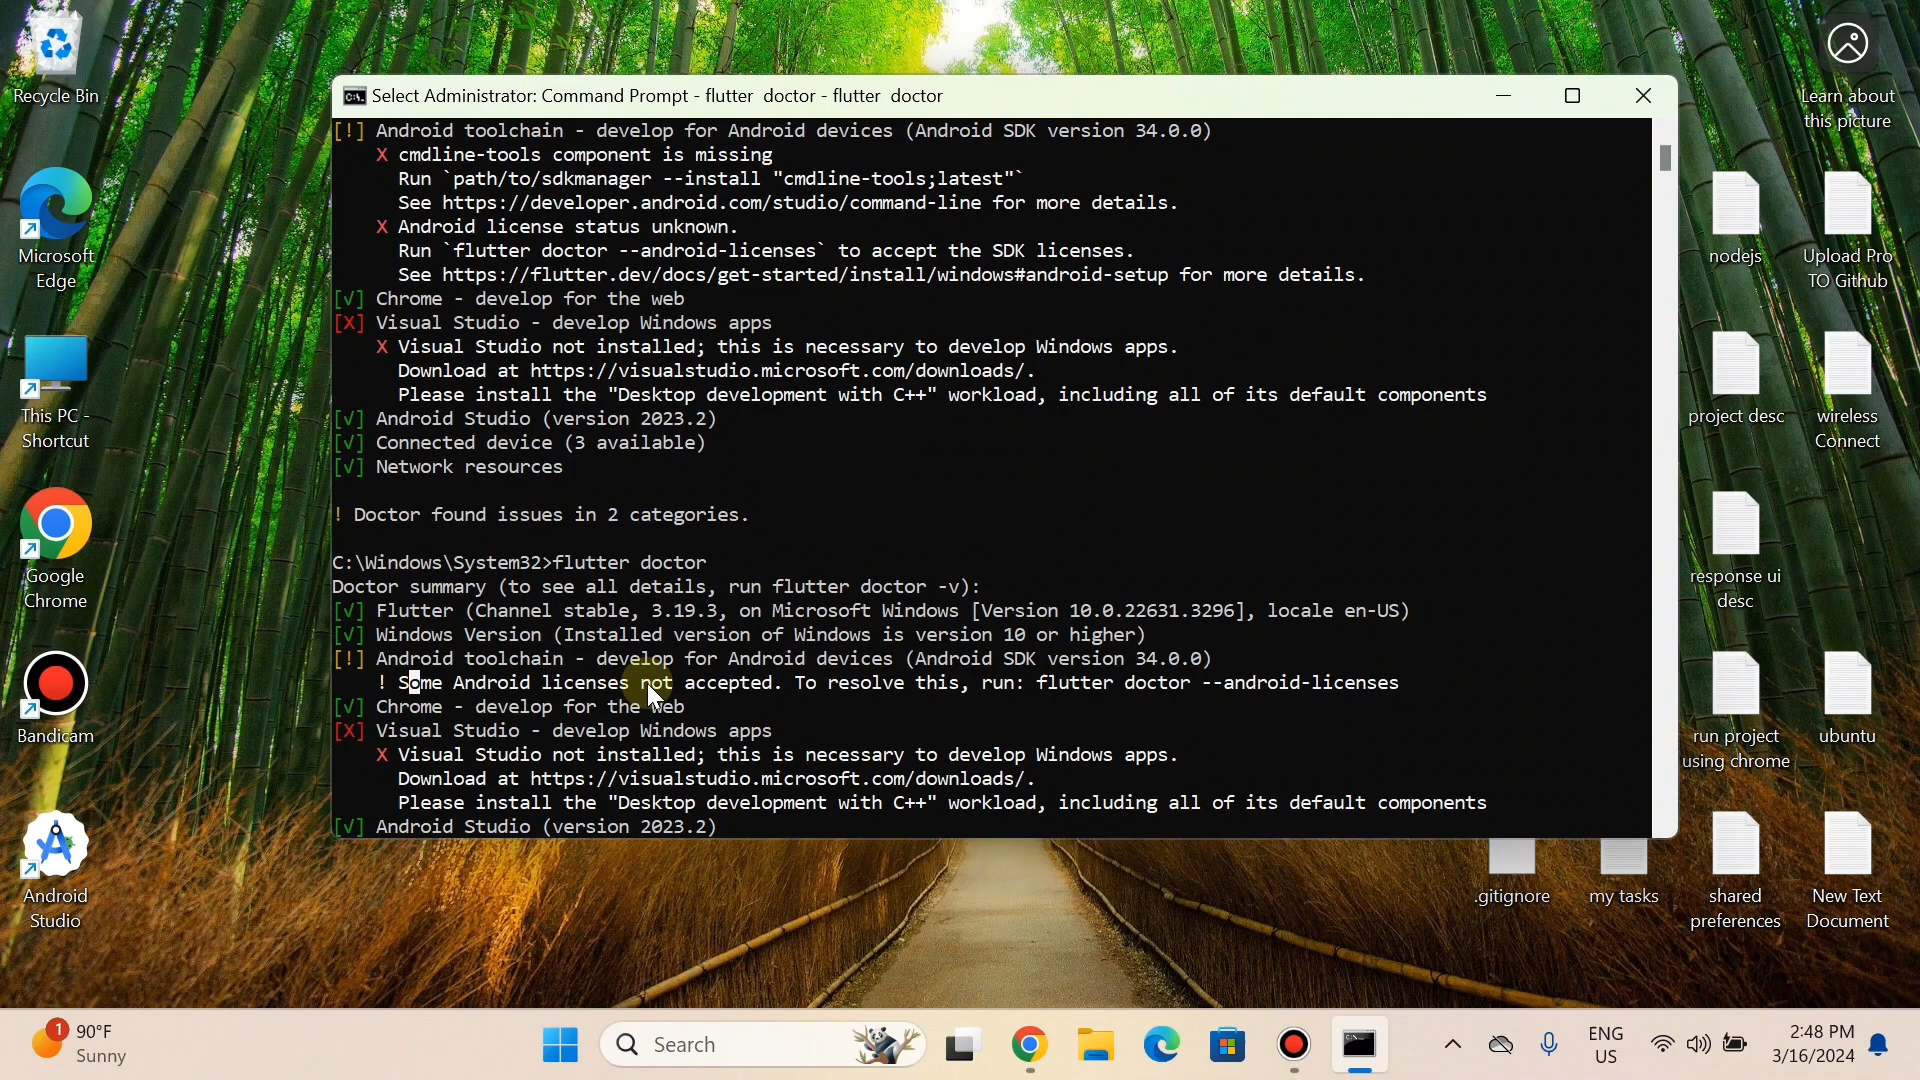 Recycle Bin
Microsoft
Edge
This PC -
Shortcut
Google
Chrome
Bandicam
Android
Studio
Select Administrator: Command Prompt - flutter  doctor - flutter  doctor
[!] Android toolchain - develop for Android devices (Android SDK version 34.0.0)
X cmdline-tools component is missing
Run `path/to/sdkmanager --install "cmdline-tools;latest"`
See https://developer.android.com/studio/command-line for more details.
X Android license status unknown.
Run `flutter doctor --android-licenses` to accept the SDK licenses.
See https://flutter.dev/docs/get-started/install/windows#android-setup for more details.
[√] Chrome - develop for the web
[X] Visual Studio - develop Windows apps
X Visual Studio not installed; this is necessary to develop Windows apps.
Download at https://visualstudio.microsoft.com/downloads/.
Please install the "Desktop development with C++" workload, including all of its default components
[√] Android Studio (version 2023.2)
[√] Connected device (3 available)
[√] Network resources
! Doctor found issues in 2 categories.
C:\Windows\System32>flutter doctor
Doctor summary (to see all details, run flutter doctor -v):
[√] Flutter (Channel stable, 3.19.3, on Microsoft Windows [Version 10.0.22631.3296], locale en-US)
[√] Windows Version (Installed version of Windows is version 10 or higher)
[!] Android toolchain - develop for Android devices (Android SDK version 34.0.0)
! Some Android licenses not accepted. To resolve this, run: flutter doctor --android-licenses
[√] Chrome - develop for the web
[X] Visual Studio - develop Windows apps
X Visual Studio not installed; this is necessary to develop Windows apps.
Download at https://visualstudio.microsoft.com/downloads/.
Please install the "Desktop development with C++" workload, including all of its default components
[√] Android Studio (version 2023.2)
Learn about
this picture
nodejs
Upload Pro
TO Github
project desc
wireless
Connect
response ui
desc
run project
using chrome
ubuntu
.gitignore
my tasks
shared
preferences
New Text
Document
1
90°F
Sunny
Search
ENG
US
2:48 PM
3/16/2024